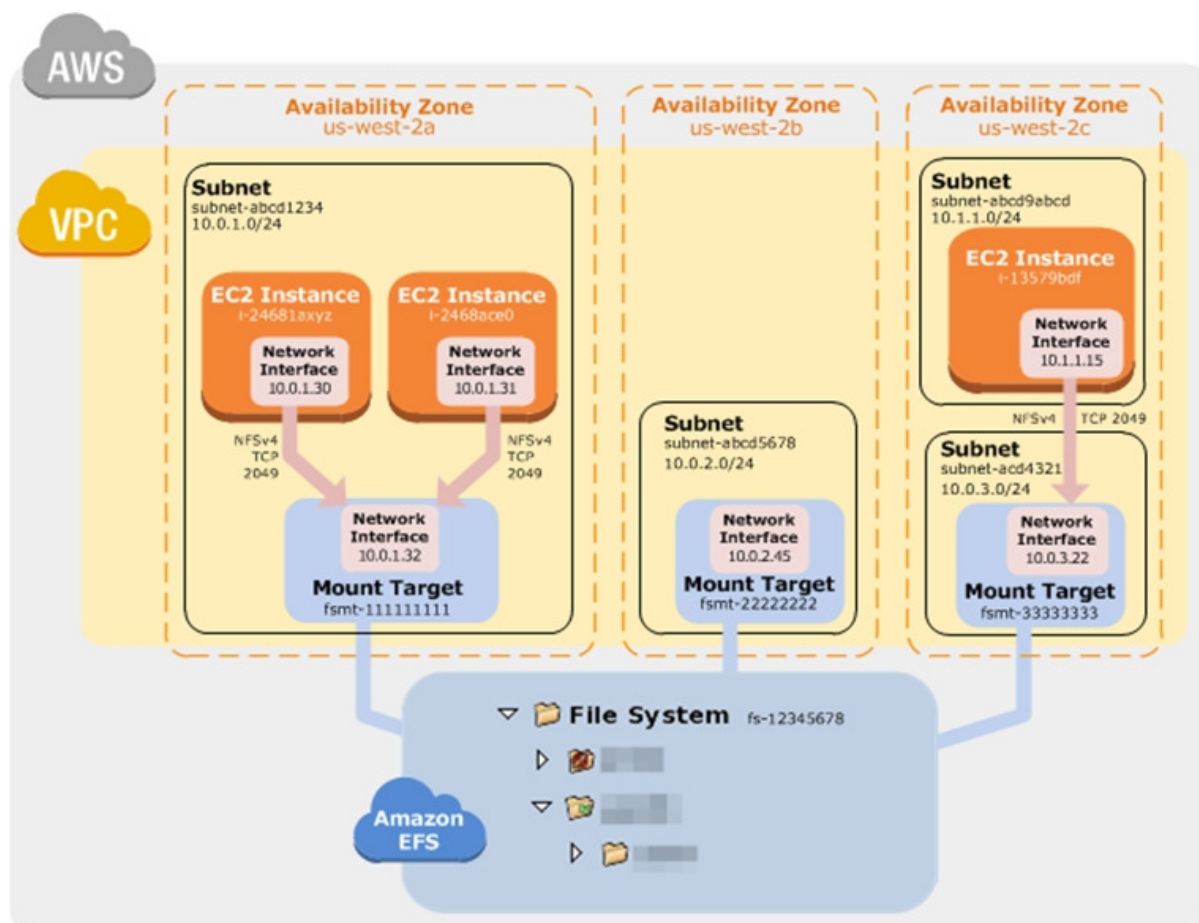 AWS
Availability Zone
us-west-2a
Availability Zone
us-west-2b
Availability Zone
us-west-2c
VPC
Subnet
subnet-abcd1234
10.0.1.0/24
EC2 Instance
i-24681axyz
Network
Interface
10.0.1.30
EC2 Instance
i-2468ace0
Network
Interface
10.0.1.31
NFSv4
TCP
2049
NFSv4
TCP
2049
Network
Interface
10.0.1.32
Mount Target
fsmt-111111111
Subnet
subnet-abcd5678
10.0.2.0/24
Network
Interface
10.0.2.45
Mount Target
fsmt-22222222
Subnet
subnet-abcd9abcd
10.1.1.0/24
EC2 Instance
i-13579bdf
Network
Interface
10.1.1.15
NFSv4 TCP 2049
Subnet
subnet-acd4321
10.0.3.0/24
Network
Interface
10.0.3.22
Mount Target
fsmt-33333333
File System fs-12345678
Amazon
EFS